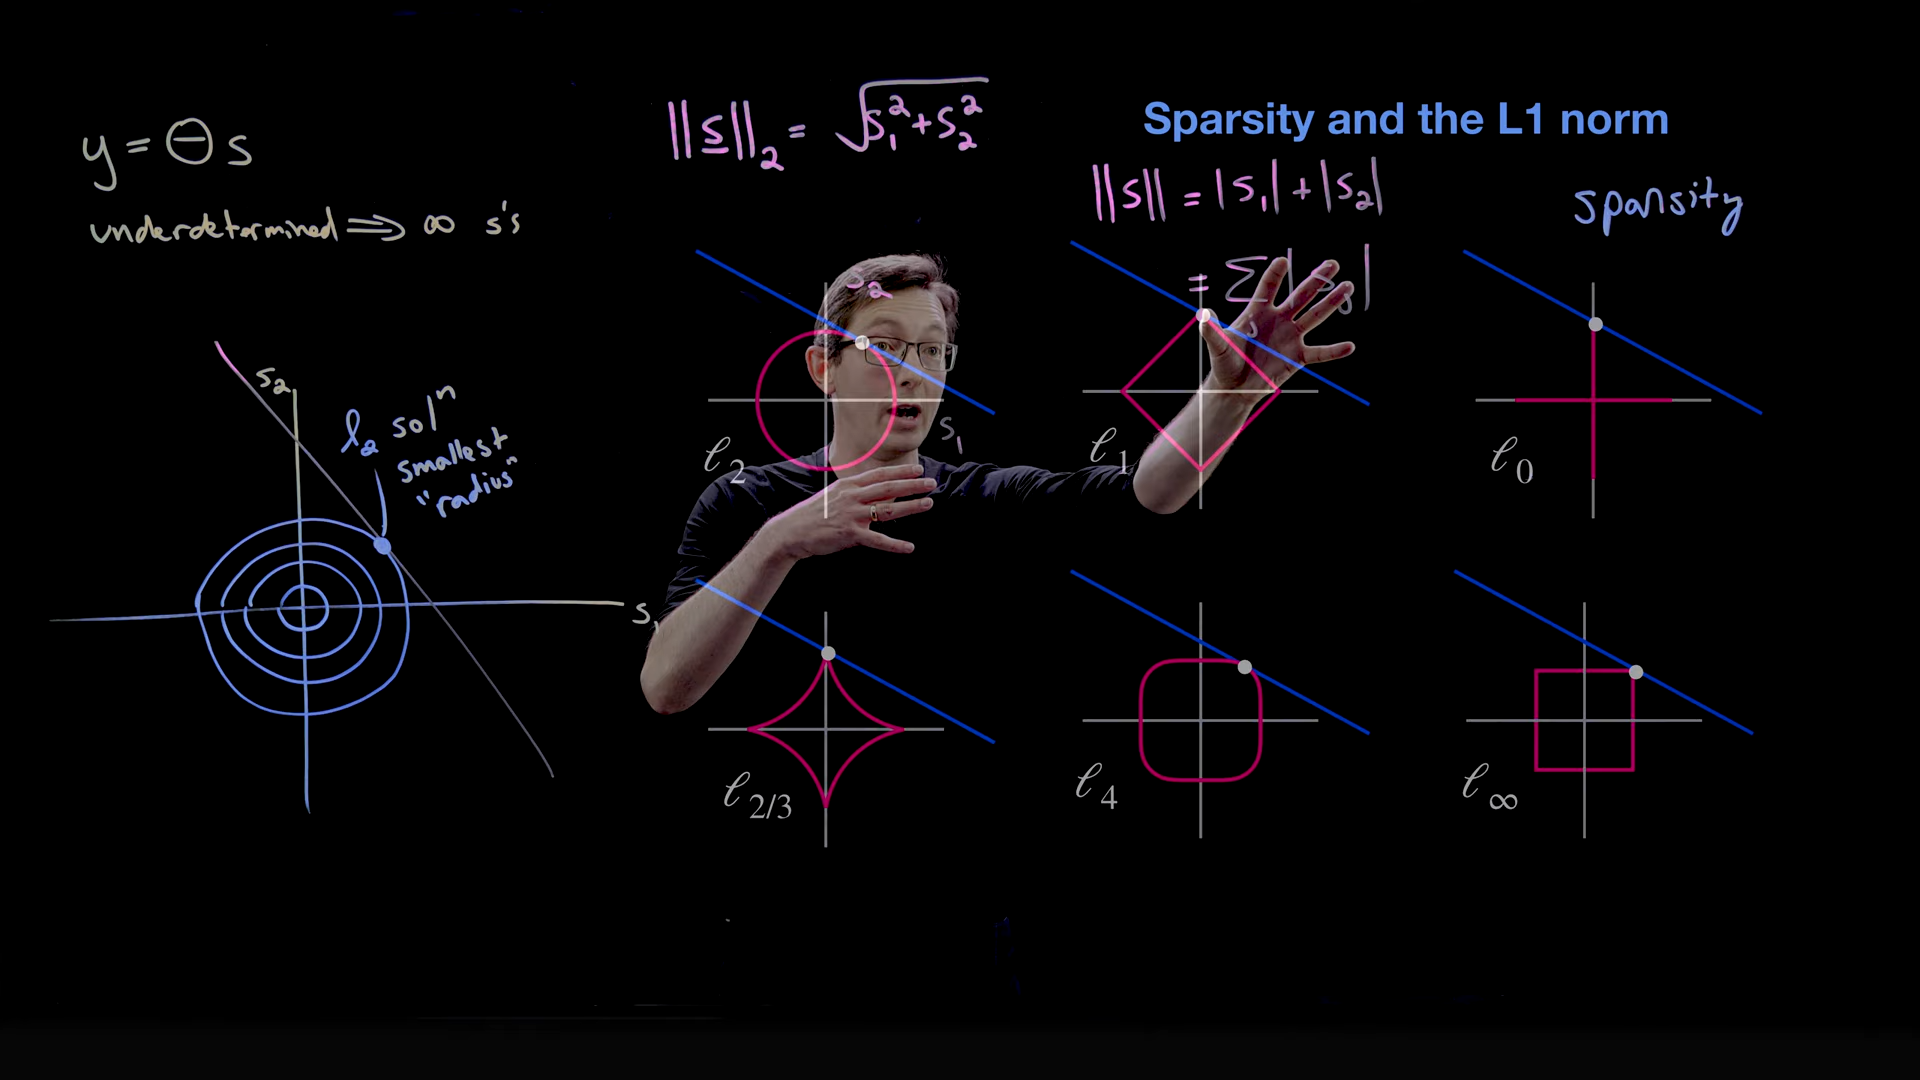 y = Θ s
underdetermined ⟹ ∞ s's
s₂
ℓ₂ solⁿ
smallest
"radius"
s₁
||s||₂ = √s₁² + s₂²
Sparsity and the L1 norm
||s|| = |s₁| + |s₂|
= Σ |s
sparsity
s₂
s₁
ℓ₂
ℓ₁
ℓ₀
ℓ₂/₃
ℓ₄
ℓ∞